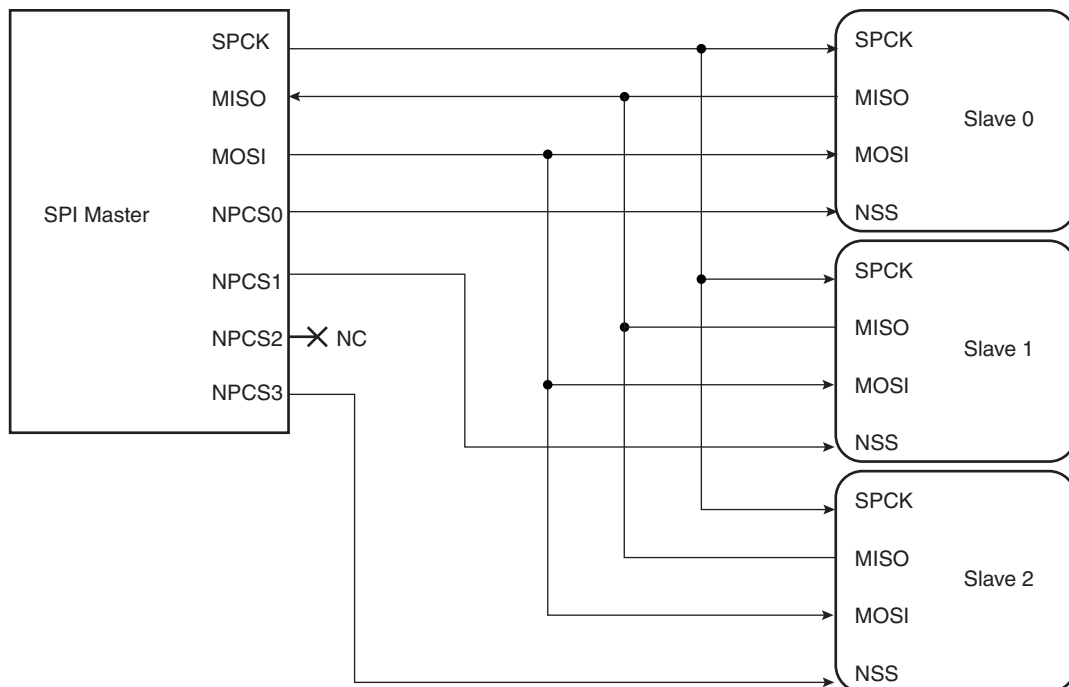 SPI Master
SPCK
MISO
MOSI
NPCS0
NPCS1
NPCS2
NC
NPCS3
SPCK
MISO
Slave 0
MOSI
NSS
SPCK
MISO
Slave 1
MOSI
NSS
SPCK
MISO
Slave 2
MOSI
NSS